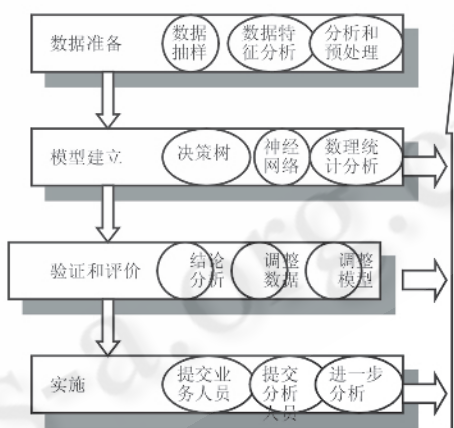 数据准备
数据
抽样
数据特
征分析
分析和
预处理
模型建立
决策树
神经
网络
数理统
计分析
验证和评价
结论
分析
调整
数据
调整
模型
实施
提交业
务人员
提交
分析
人员
进一步
分析